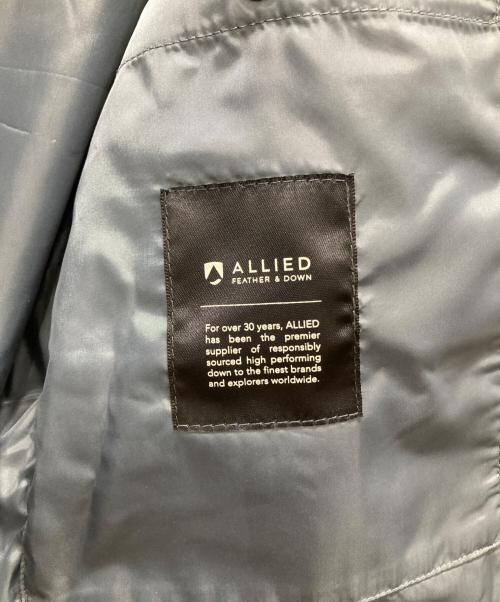 ALLIED
FEATHER & DOWN
For over 30 years, ALLIED
has been the premier
supplier of responsibly
sourced high performing
down to the finest brands
and explorers worldwide.